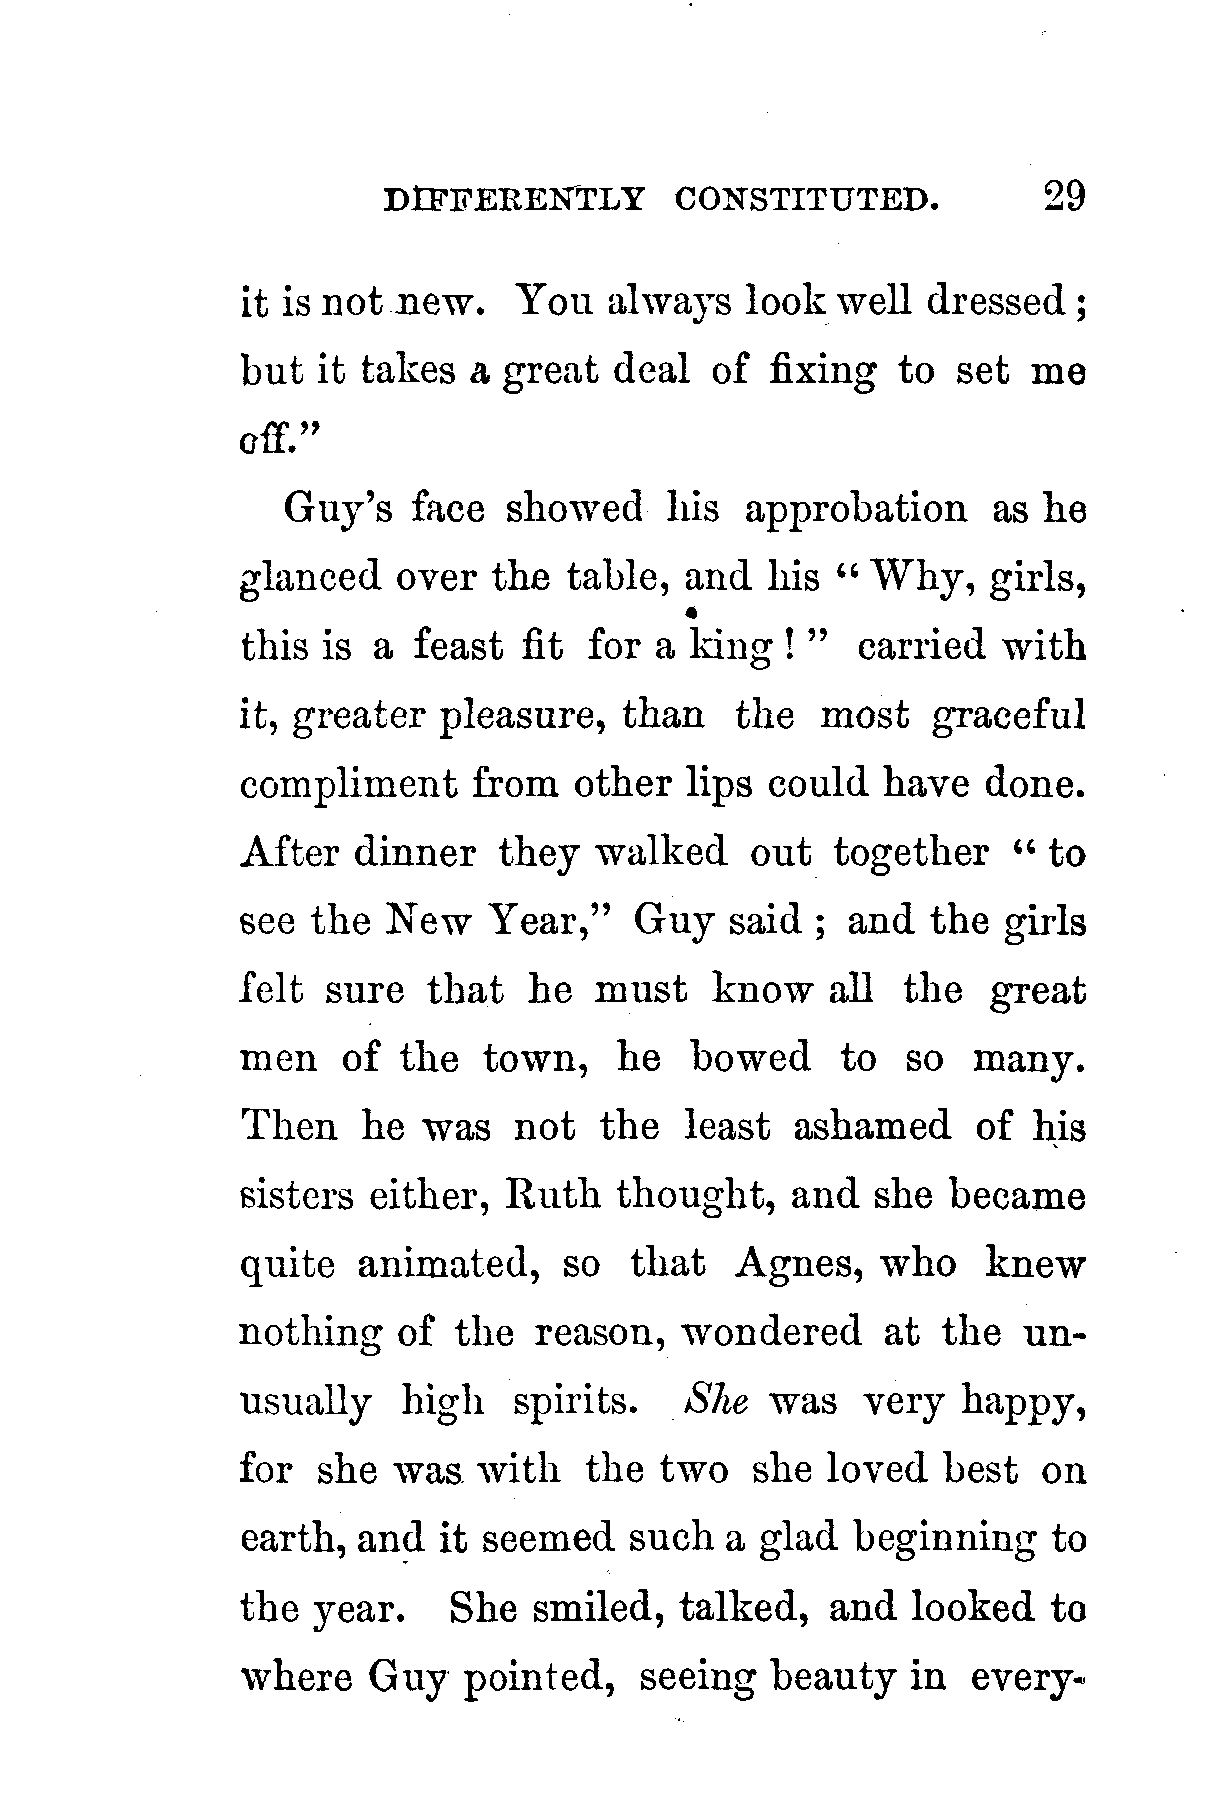 DIFFERENTLY CONSTITUTED. 29
it is not new. You always look well dressed ;
but it takes a great deal of fixing to set me
off.”
Guy’s face showed his approbation as he
glanced over the table, and his “ Why, girls,
this is a feast fit for a king ! ” carried with
it, greater pleasure, than the most graceful
compliment from other lips could have done.
After dinner they walked out together “ to
see the New Year,” Guy said ; and the girls
felt sure that he must know all the great
men of the town, he bowed to so many.
Then he was not the least ashamed of his
sisters either, Ruth thought, and she became
quite animated, so that Agnes, who knew
nothing of the reason, wondered at the un-
usually high spirits. She was very happy,
for she was with the two she loved best on
earth, and it seemed such a glad beginning to
the year. She smiled, talked, and looked to
where Guy pointed, seeing beauty in every-